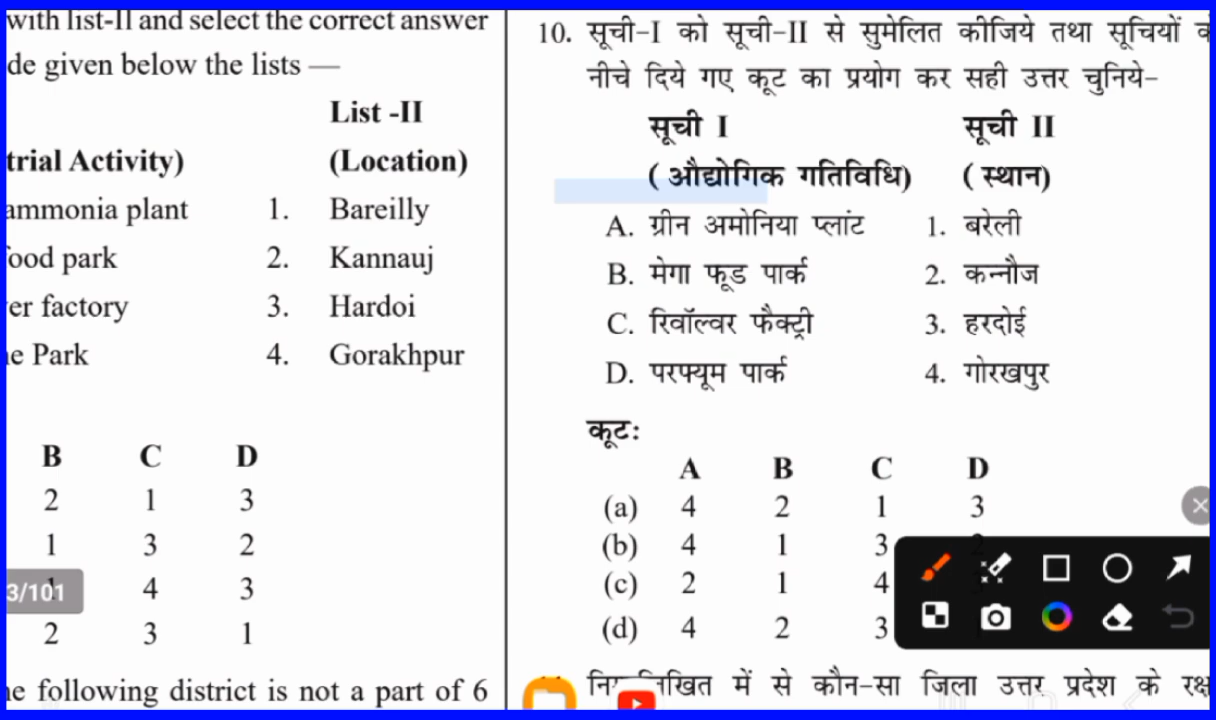 with list-II and select the correct answer
de given below the lists —
List -II
trial Activity) (Location)
ammonia plant 1. Bareilly
ood park 2. Kannauj
er factory 3. Hardoi
e Park 4. Gorakhpur
B C D
2 1 3
1 3 2
3/101 4 3
2 3 1
e following district is not a part of 6
10. सूची-I को सूची-II से सुमेलित कीजिये तथा सूचियों
नीचे दिये गए कूट का प्रयोग कर सही उत्तर चुनिये-
सूची I सूची II
( औद्योगिक गतिविधि) ( स्थान)
A. ग्रीन अमोनिया प्लांट 1. बरेली
B. मेगा फूड पार्क 2. कन्नौज
C. रिवॉल्वर फैक्ट्री 3. हरदोई
D. परफ्यूम पार्क 4. गोरखपुर
कूटः
A B C D
(a) 4 2 1 3
(b) 4 1 3
(c) 2 1 4
(d) 4 2 3
में से कौन-सा जिला उत्तर प्रदेश के